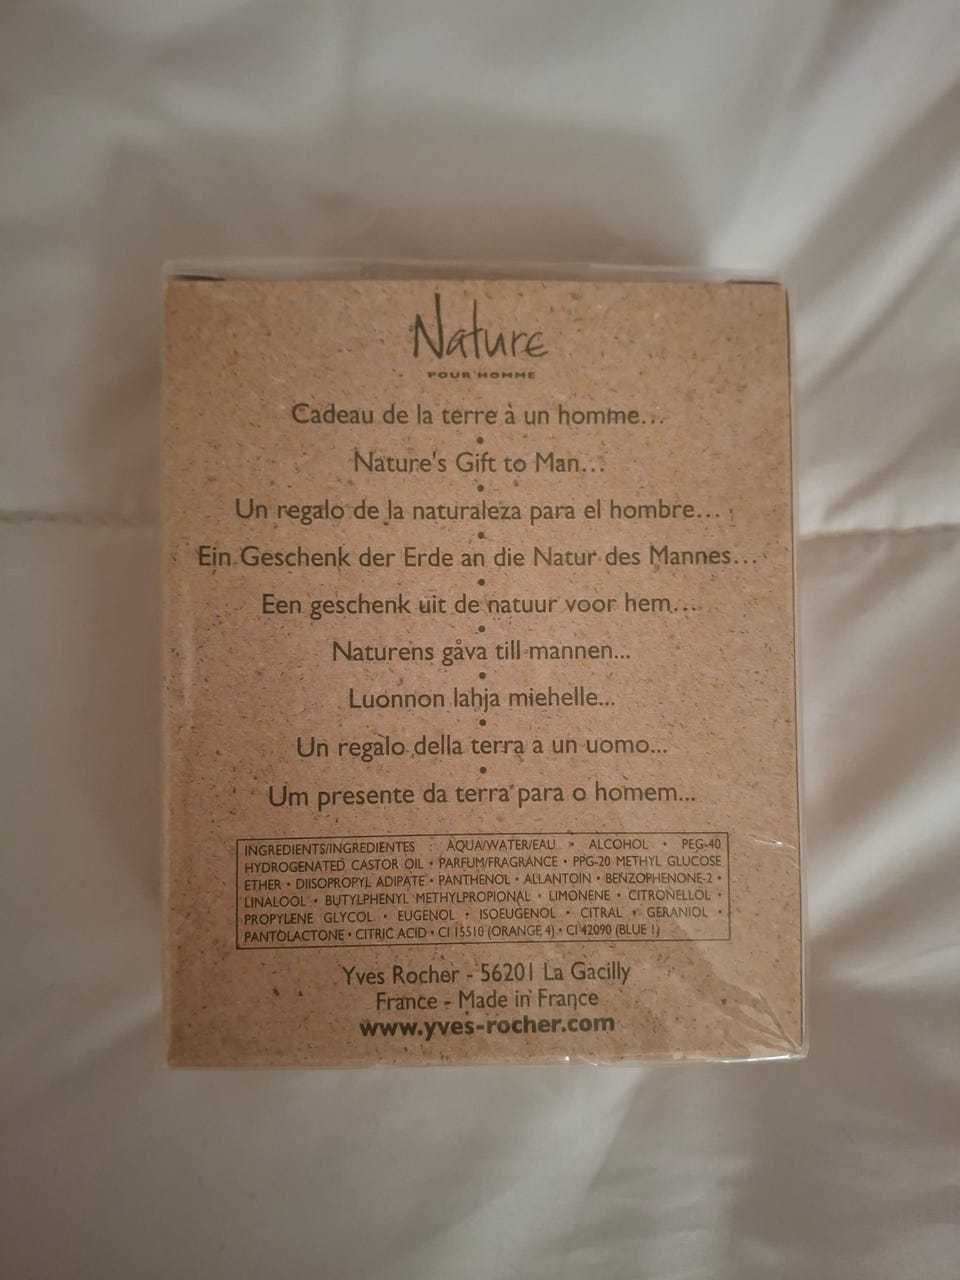 Nature
POUR HOMME
Cadeau de la terre à un homme...
•
Nature's Gift to Man...
•
Un regalo de la naturaleza para el hombre...
•
Ein Geschenk der Erde an die Natur des Mannes...
•
Een geschenk uit de natuur voor hem...
•
Naturens gåva till mannen...
•
Luonnon lahja miehelle...
•
Un regalo della terra a un uomo...
•
Um presente da terra para o homem...
INGREDIENTS/INGREDIENTES : AQUA/WATER/EAU • ALCOHOL • PEG-40
HYDROGENATED CASTOR OIL • PARFUM/FRAGRANCE • PPG-20 METHYL GLUCOSE
ETHER • DIISOPROPYL ADIPATE • PANTHENOL • ALLANTOIN • BENZOPHENONE-2 •
LINALOOL • BUTYLPHENYL METHYLPROPIONAL • LIMONENE • CITRONELLOL •
PROPYLENE GLYCOL • EUGENOL • ISOEUGENOL • CITRAL • GERANIOL •
PANTOLACTONE • CITRIC ACID • CI 15510 (ORANGE 4) • CI 42090 (BLUE 1)
Yves Rocher - 56201 La Gacilly
France - Made in France
www.yves-rocher.com